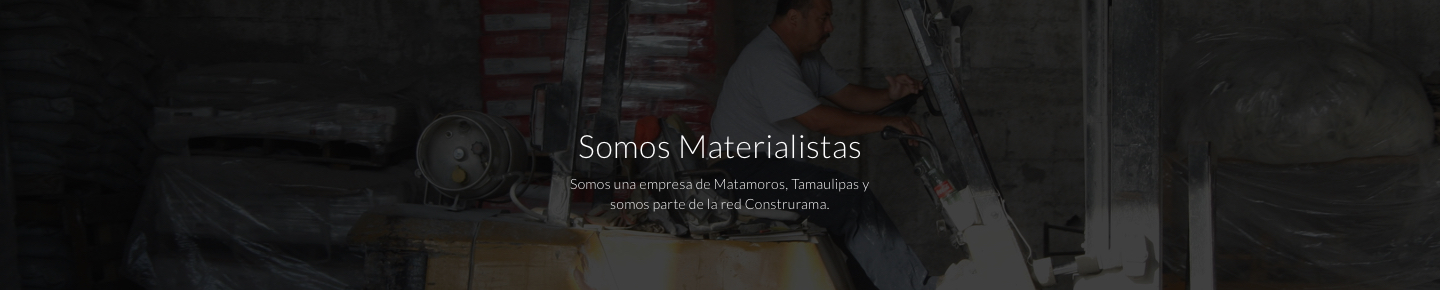 Somos Materialistas
Somos una empresa de Matamoros, Tamaulipas y
somos parte de la red Construrama.